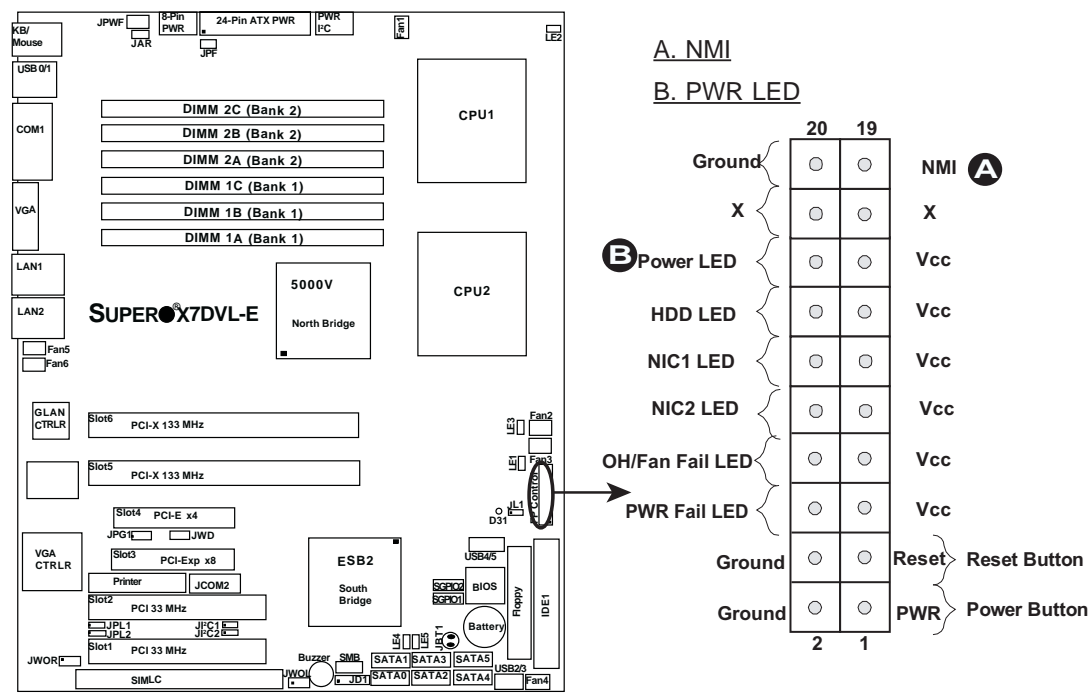 KB/
Mouse
JPWF
JAR
8-Pin
PWR
24-Pin ATX PWR
JPF
PWR
I²C
Fan1
LE2
USB 0/1
COM1
VGA
LAN1
LAN2
Fan5
Fan6
DIMM 2C (Bank 2)
DIMM 2B (Bank 2)
DIMM 2A (Bank 2)
DIMM 1C (Bank 1)
DIMM 1B (Bank 1)
DIMM 1A (Bank 1)
CPU1
CPU2
SUPER●®X7DVL-E
5000V
North Bridge
GLAN
CTRLR
Slot6
PCI-X 133 MHz
Slot5
PCI-X 133 MHz
Slot4
PCI-E x4
JPG1
JWD
Slot3
PCI-Exp x8
VGA
CTRLR
Printer
JCOM2
Slot2
PCI 33 MHz
JPL1
JPL2
JI²C1
JI²C2
Slot1
PCI 33 MHz
JWOR
SIMLC
JWOL
Buzzer
SMB
JD1
ESB2
South
Bridge
LE3
Fan2
Fan3
LE1
FP Control
JL1
D31
USB4/5
SGPIO2
SGPIO1
BIOS
Floppy
IDE1
Battery
LE4
LE5
JBT1
SATA1
SATA3
SATA5
SATA0
SATA2
SATA4
USB2/3
Fan4
A. NMI
B. PWR LED
20
19
Ground
NMI
A
X
X
B
Power LED
Vcc
HDD LED
Vcc
NIC1 LED
Vcc
NIC2 LED
Vcc
OH/Fan Fail LED
Vcc
PWR Fail LED
Vcc
Ground
Reset
Reset Button
Ground
PWR
Power Button
2
1